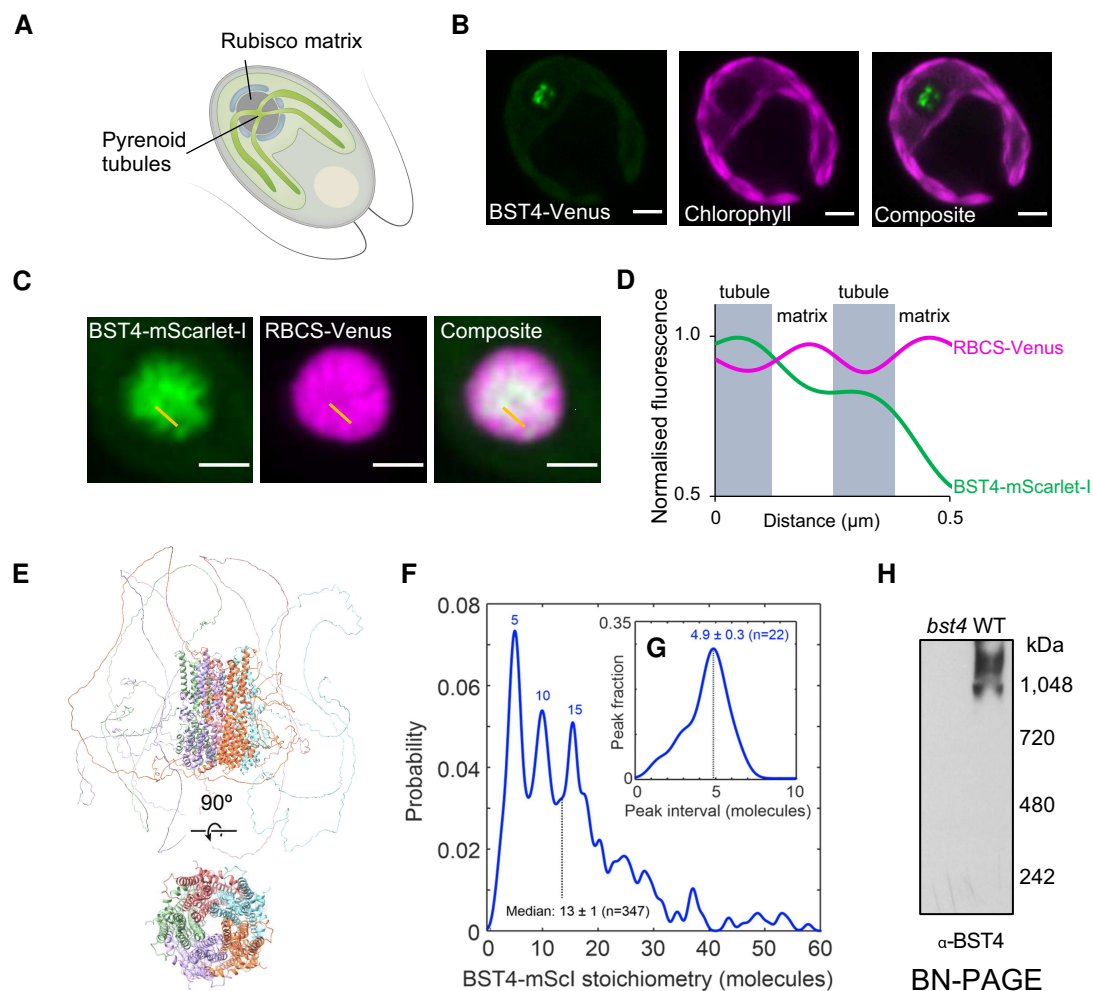 A
Rubisco matrix
Pyrenoid
tubules
B
BST4-Venus
Chlorophyll
Composite
C
BST4-mScarlet-I
RBCS-Venus
Composite
D
tubule
tubule
matrix
matrix
Normalised fluorescence
1.0
0.5
RBCS-Venus
BST4-mScarlet-I
0
Distance (µm)
0.5
E
90º
F
Probability
0.08
0.06
0.04
0.02
0
5
10
15
Median: 13 ± 1 (n=347)
0
10
20
30
40
50
60
BST4-mScI stoichiometry (molecules)
G
Peak fraction
0.35
0
4.9 ± 0.3 (n=22)
0
5
10
Peak interval (molecules)
H
bst4 WT
kDa
1,048
720
480
242
α-BST4
BN-PAGE